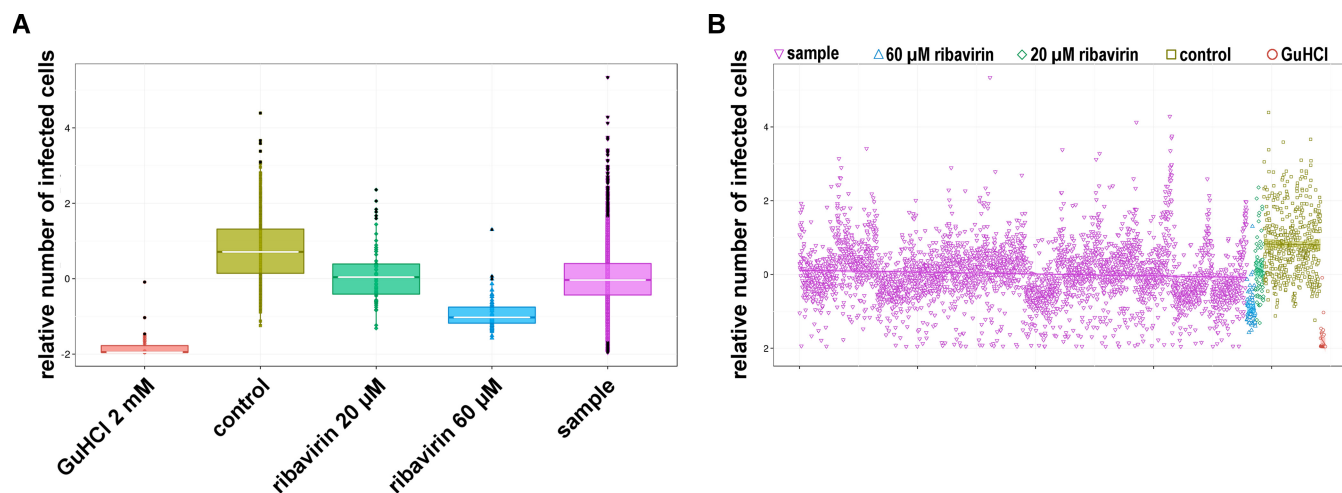 A
relative number of infected cells
4
2
0
-2
GuHCl 2 mM
control
ribavirin 20 µM
ribavirin 60 µM
sample
B
sample
60 µM ribavirin
20 µM ribavirin
control
GuHCl
relative number of infected cells
4
2
0
2